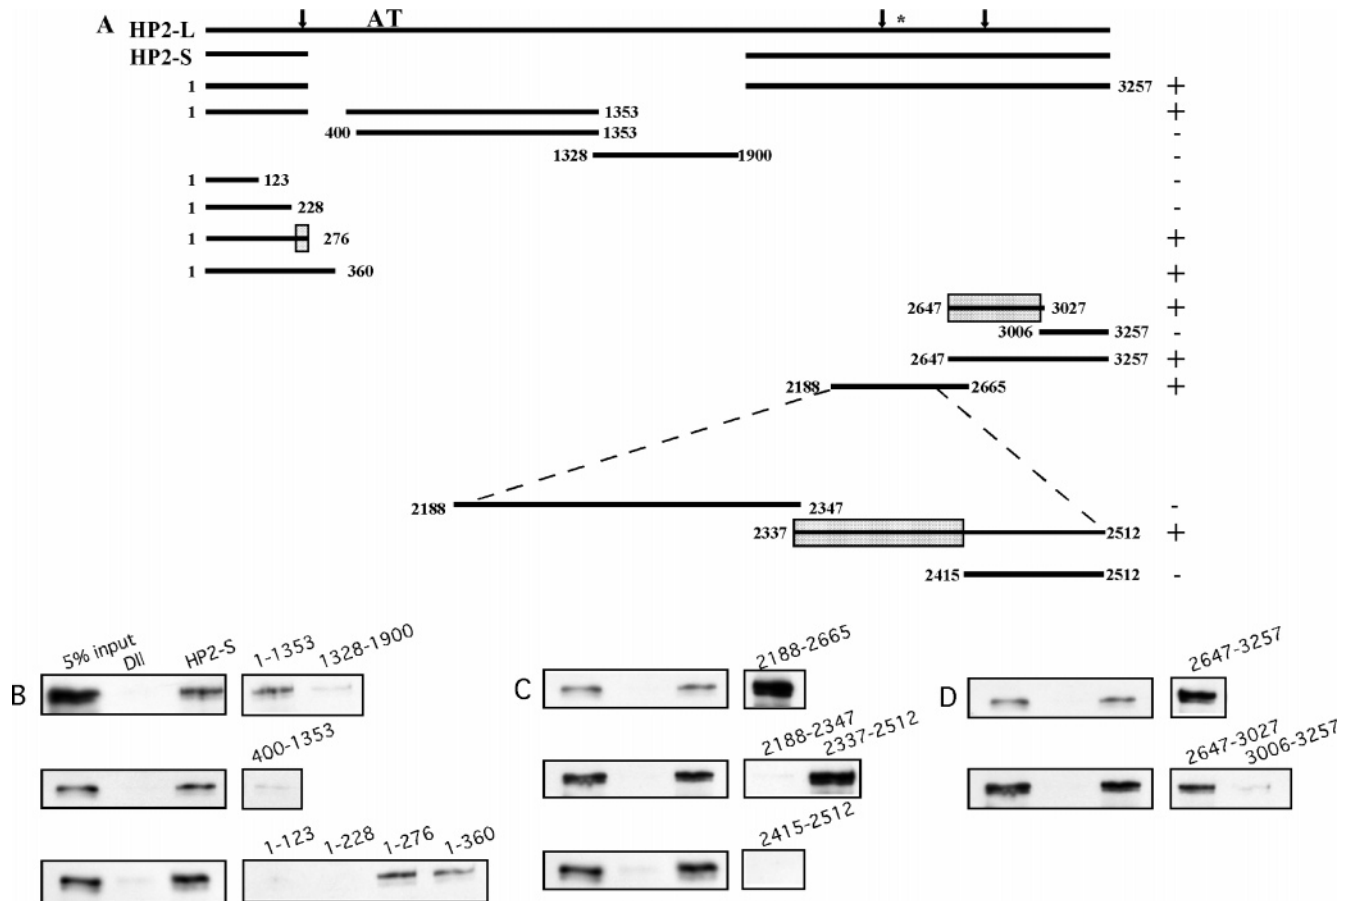 A AT *
HP2-L
HP2-S
1 3257 +
1 1353 +
400 1353 -
1328 1900 -
1 123 -
1 228 -
1 276 +
1 360 +
2647 3027 +
3006 3257 -
2647 3257 +
2188 2665 +
2188 2347 -
2337 2512 +
2415 2512 -
B 5% input Dll HP2-S 1-1353 1328-1900
400-1353
1-123 1-228 1-276 1-360
C 2188-2665
2188-2347 2337-2512
2415-2512
D 2647-3257
2647-3027 3006-3257